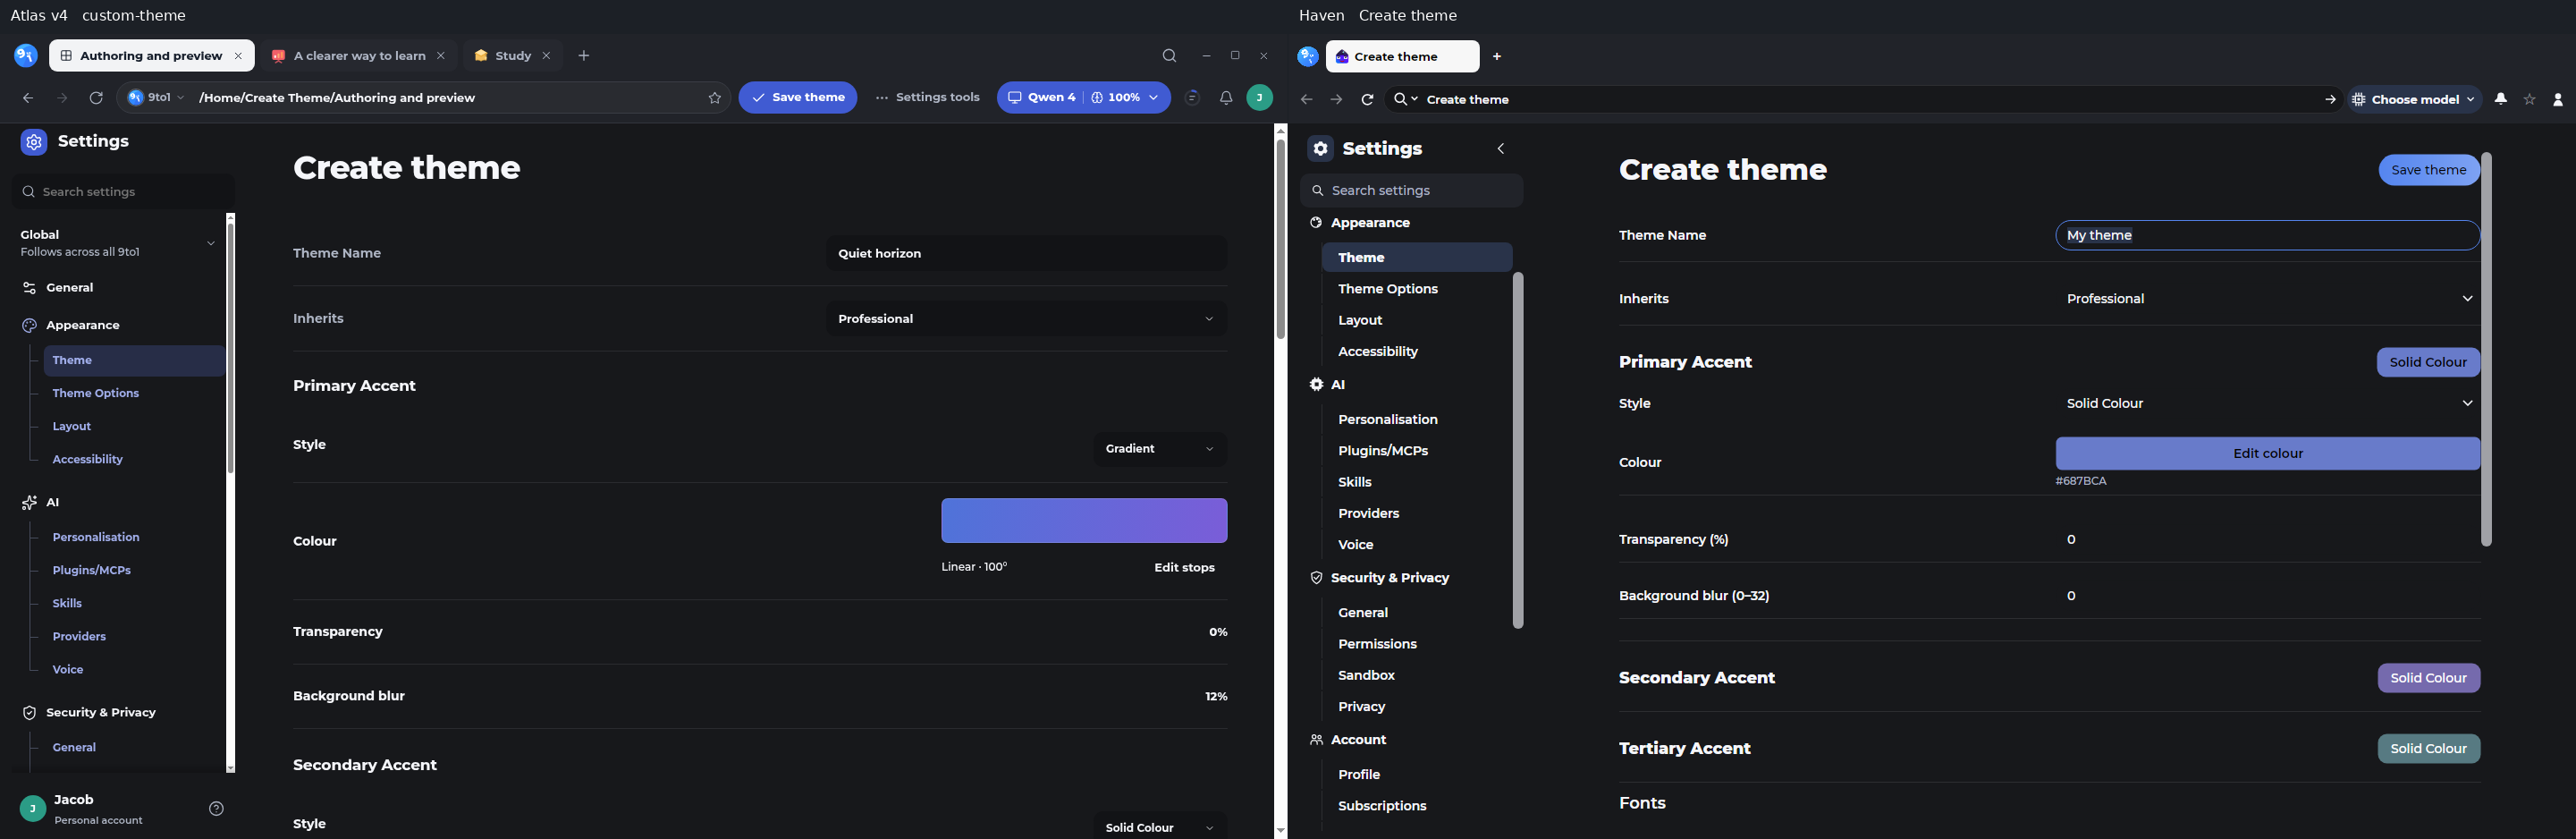 Atlas v4 custom-theme
Authoring and preview
A clearer way to learn
Study
9to1
/Home/Create Theme/Authoring and preview
Save theme
Settings tools
Qwen 4
100%
J
Settings
Search settings
Global
Follows across all 9to1
General
Appearance
Theme
Theme Options
Layout
Accessibility
AI
Personalisation
Plugins/MCPs
Skills
Providers
Voice
Security & Privacy
General
J
Jacob
Personal account
Create theme
Theme Name
Quiet horizon
Inherits
Professional
Primary Accent
Style
Gradient
Colour
Linear · 100°
Edit stops
Transparency
0%
Background blur
12%
Secondary Accent
Style
Solid Colour
Haven Create theme
Create theme
Create theme
Choose model
Settings
Search settings
Appearance
Theme
Theme Options
Layout
Accessibility
AI
Personalisation
Plugins/MCPs
Skills
Providers
Voice
Security & Privacy
General
Permissions
Sandbox
Privacy
Account
Profile
Subscriptions
Create theme
Save theme
Theme Name
My theme
Inherits
Professional
Primary Accent
Solid Colour
Style
Solid Colour
Colour
Edit colour
#687BCA
Transparency (%)
0
Background blur (0–32)
0
Secondary Accent
Solid Colour
Tertiary Accent
Solid Colour
Fonts